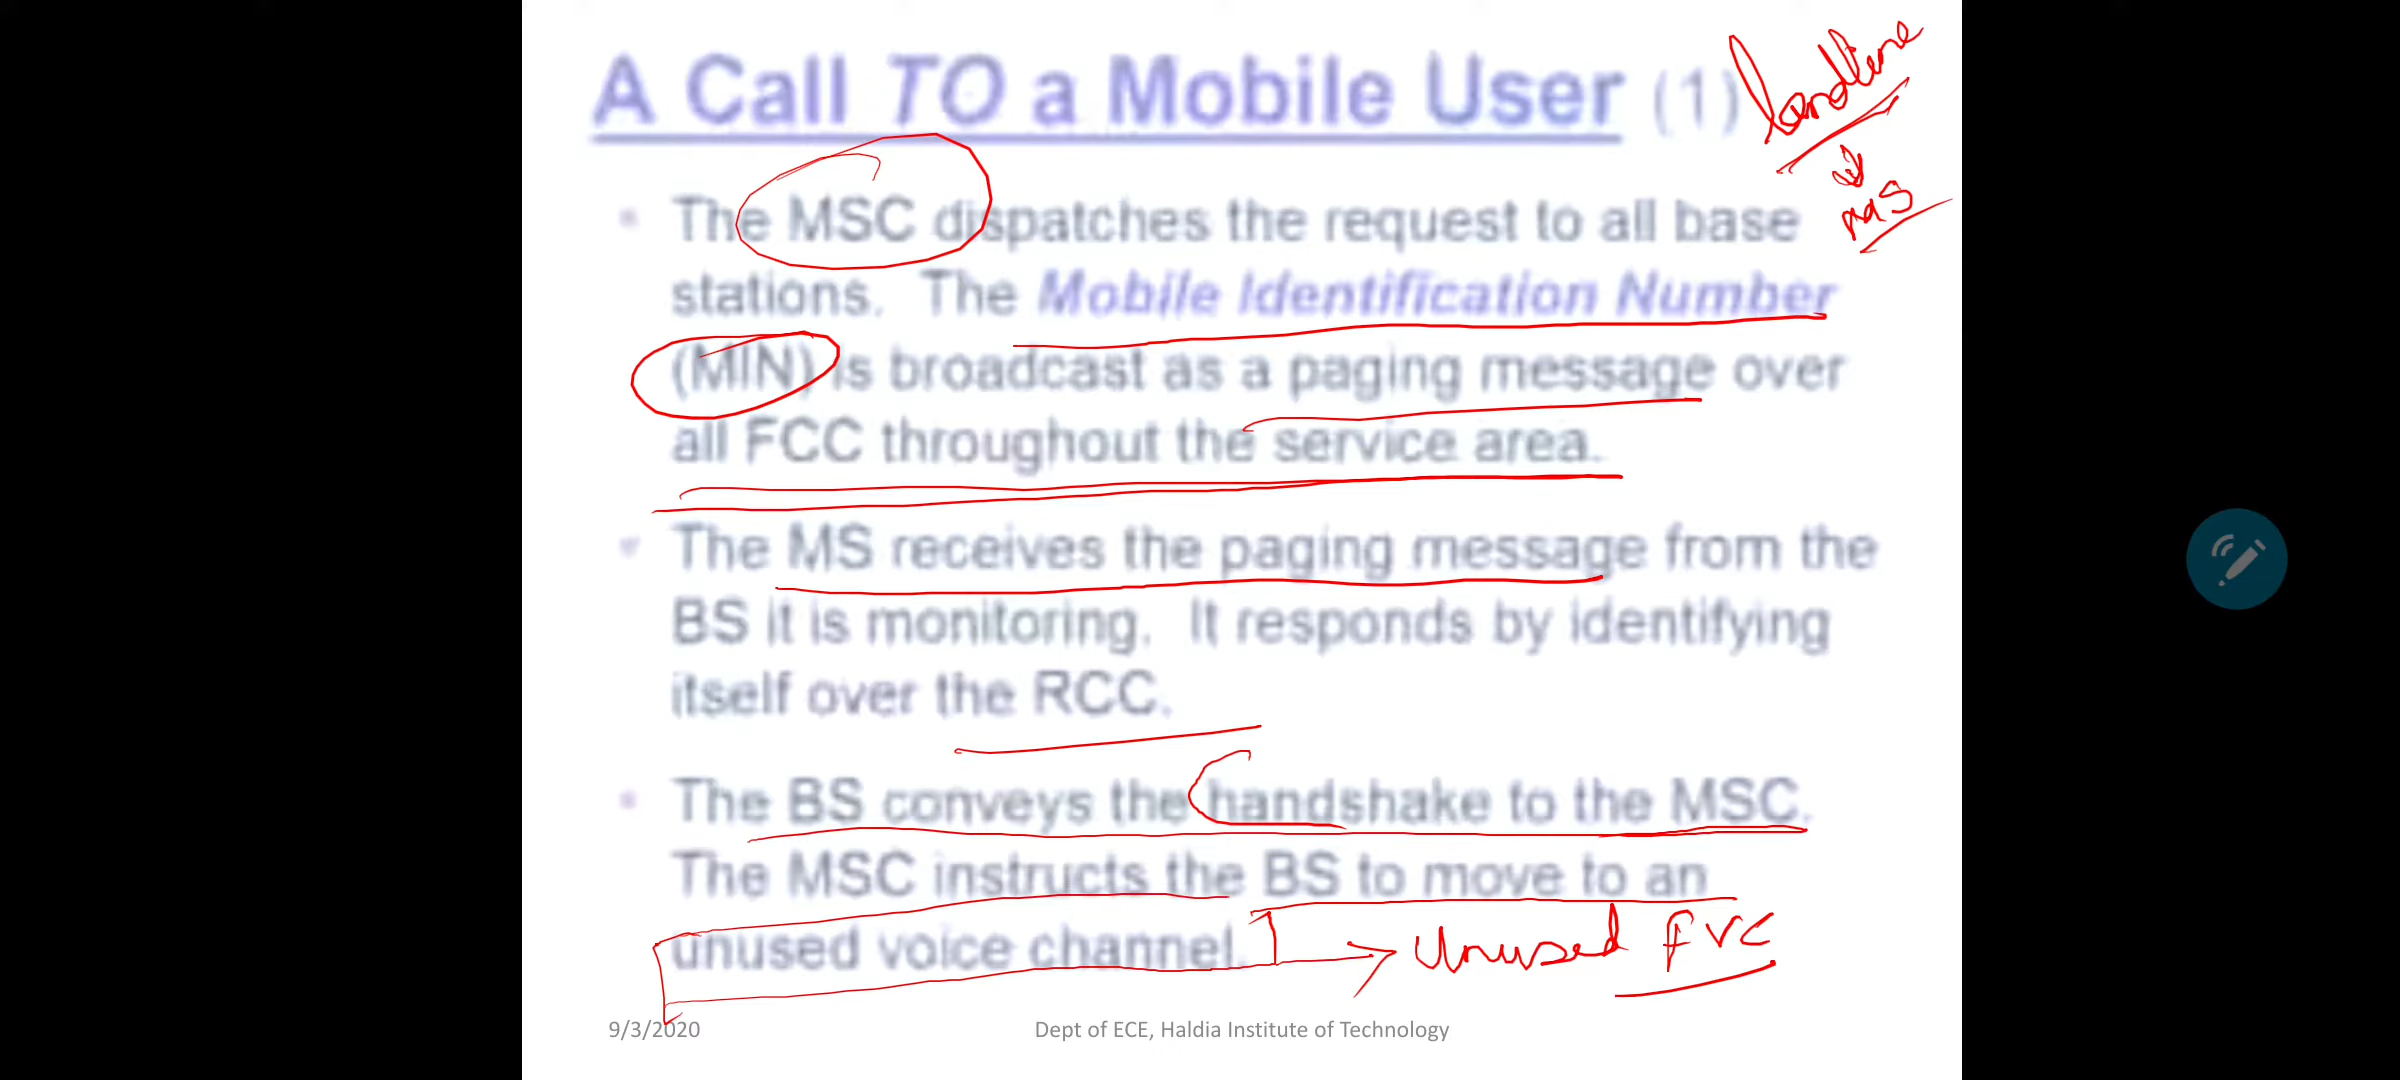 A Call TO a Mobile User (1)
landline
MS
• The MSC dispatches the request to all base
stations. The Mobile Identification Number
(MIN) is broadcast as a paging message over
all FCC throughout the service area.
• The MS receives the paging message from the
BS it is monitoring. It responds by identifying
itself over the RCC.
• The BS conveys the handshake to the MSC.
The MSC instructs the BS to move to an
unused voice channel. → Unused FVC
9/3/2020 Dept of ECE, Haldia Institute of Technology